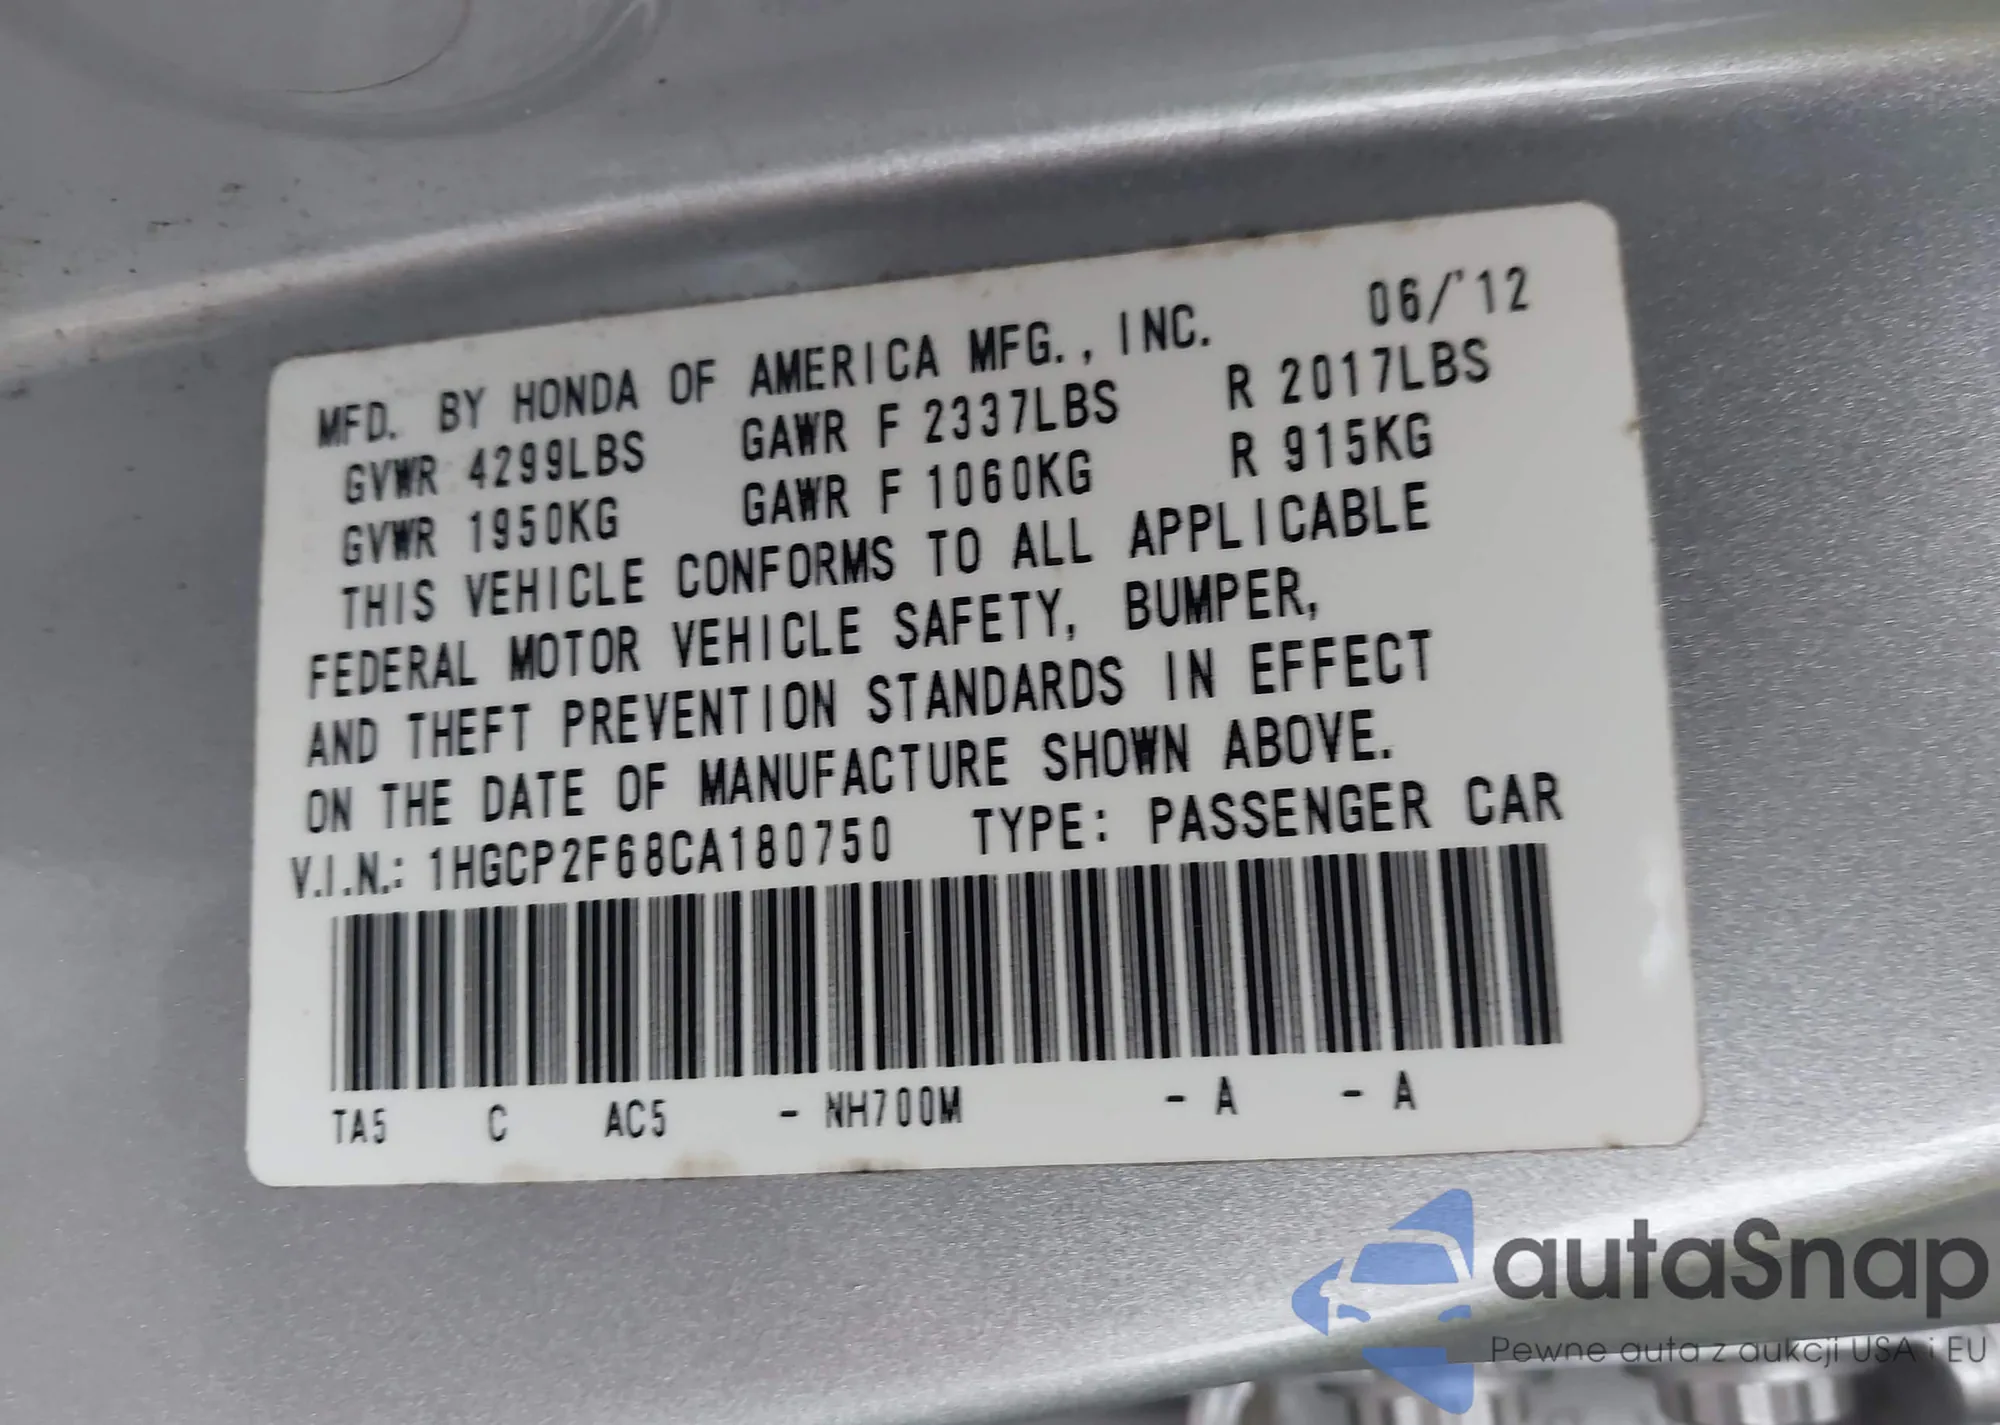 MFD. BY HONDA OF AMERICA MFG., INC. 06/'12
GVWR 4299LBS GAWR F 2337LBS R 2017LBS
GVWR 1950KG GAWR F 1060KG R 915KG
THIS VEHICLE CONFORMS TO ALL APPLICABLE
FEDERAL MOTOR VEHICLE SAFETY, BUMPER,
AND THEFT PREVENTION STANDARDS IN EFFECT
ON THE DATE OF MANUFACTURE SHOWN ABOVE.
V.I.N.: 1HGCP2F68CA180750 TYPE: PASSENGER CAR
TA5 C AC5 - NH700M - A - A
autaSnap
Pewne auta z aukcji USA i EU